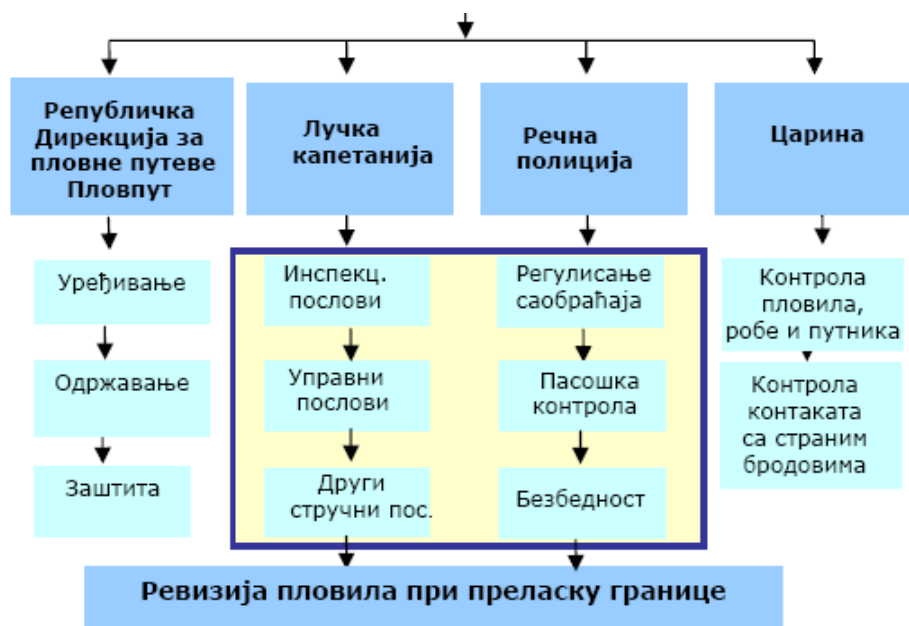 Републичка
Дирекција за
пловне путеве
Пловпут
Лучка
капетанија
Речна
полиција
Царина
Уређивање
Одржавање
Заштита
Инспекц.
послови
Управни
послови
Други
стручни пос.
Регулисање
саобраћаја
Пасошка
контрола
Безбедност
Контрола
пловила,
робе и путника
Контрола
контаката
са страним
бродовима
Ревизија пловила при преласку границе